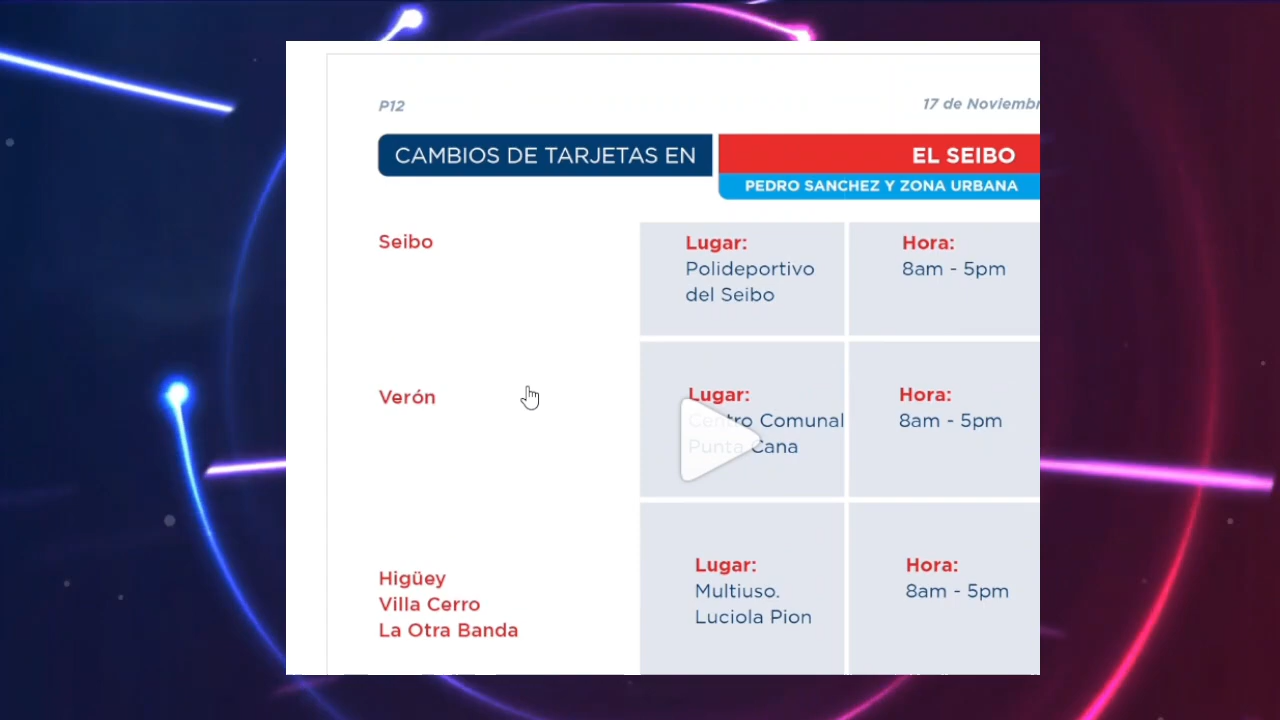 P12
17 de Noviembr
CAMBIOS DE TARJETAS EN
EL SEIBO
PEDRO SANCHEZ Y ZONA URBANA
Seibo
Lugar:
Polideportivo
del Seibo
Hora:
8am - 5pm
Verón
Lugar:
Centro Comunal
Punta Cana
Hora:
8am - 5pm
Higüey
Villa Cerro
La Otra Banda
Lugar:
Multiuso.
Luciola Pion
Hora:
8am - 5pm